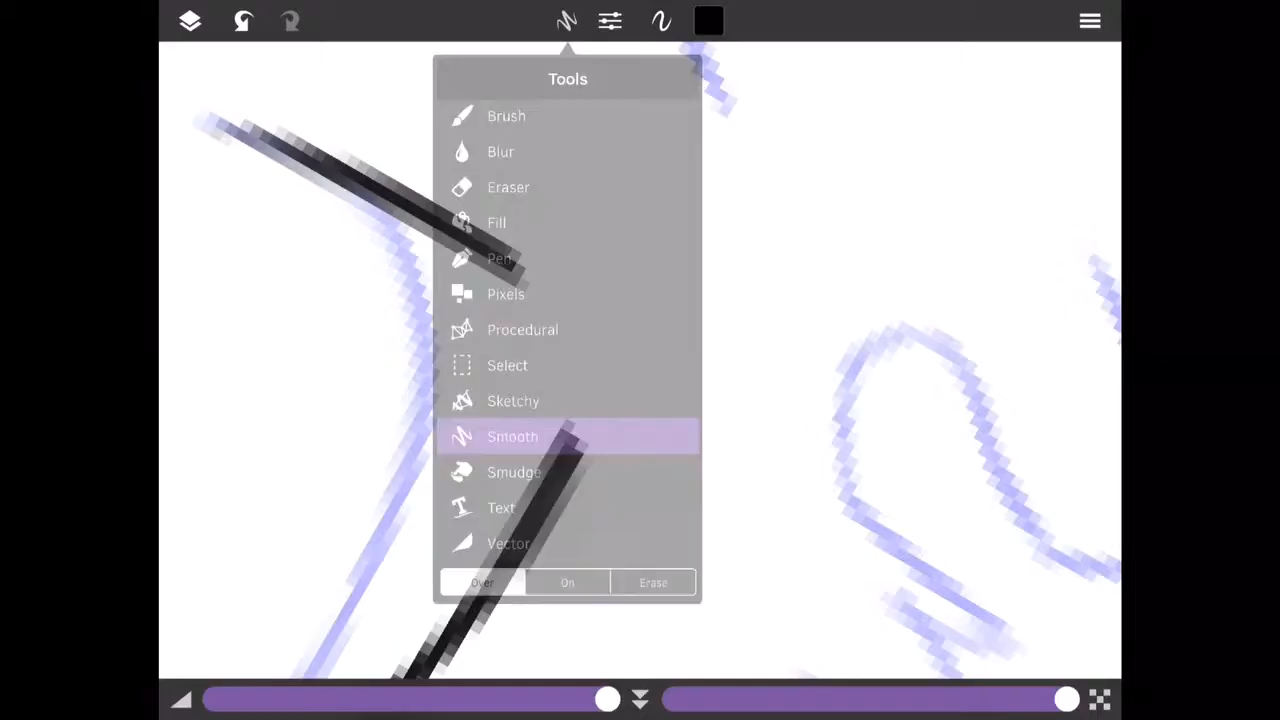 Tools
Brush
Blur
Eraser
Fill
Pen
Pixels
Procedural
Select
Sketchy
Smooth
Smudge
Text
Vector
Over On Erase